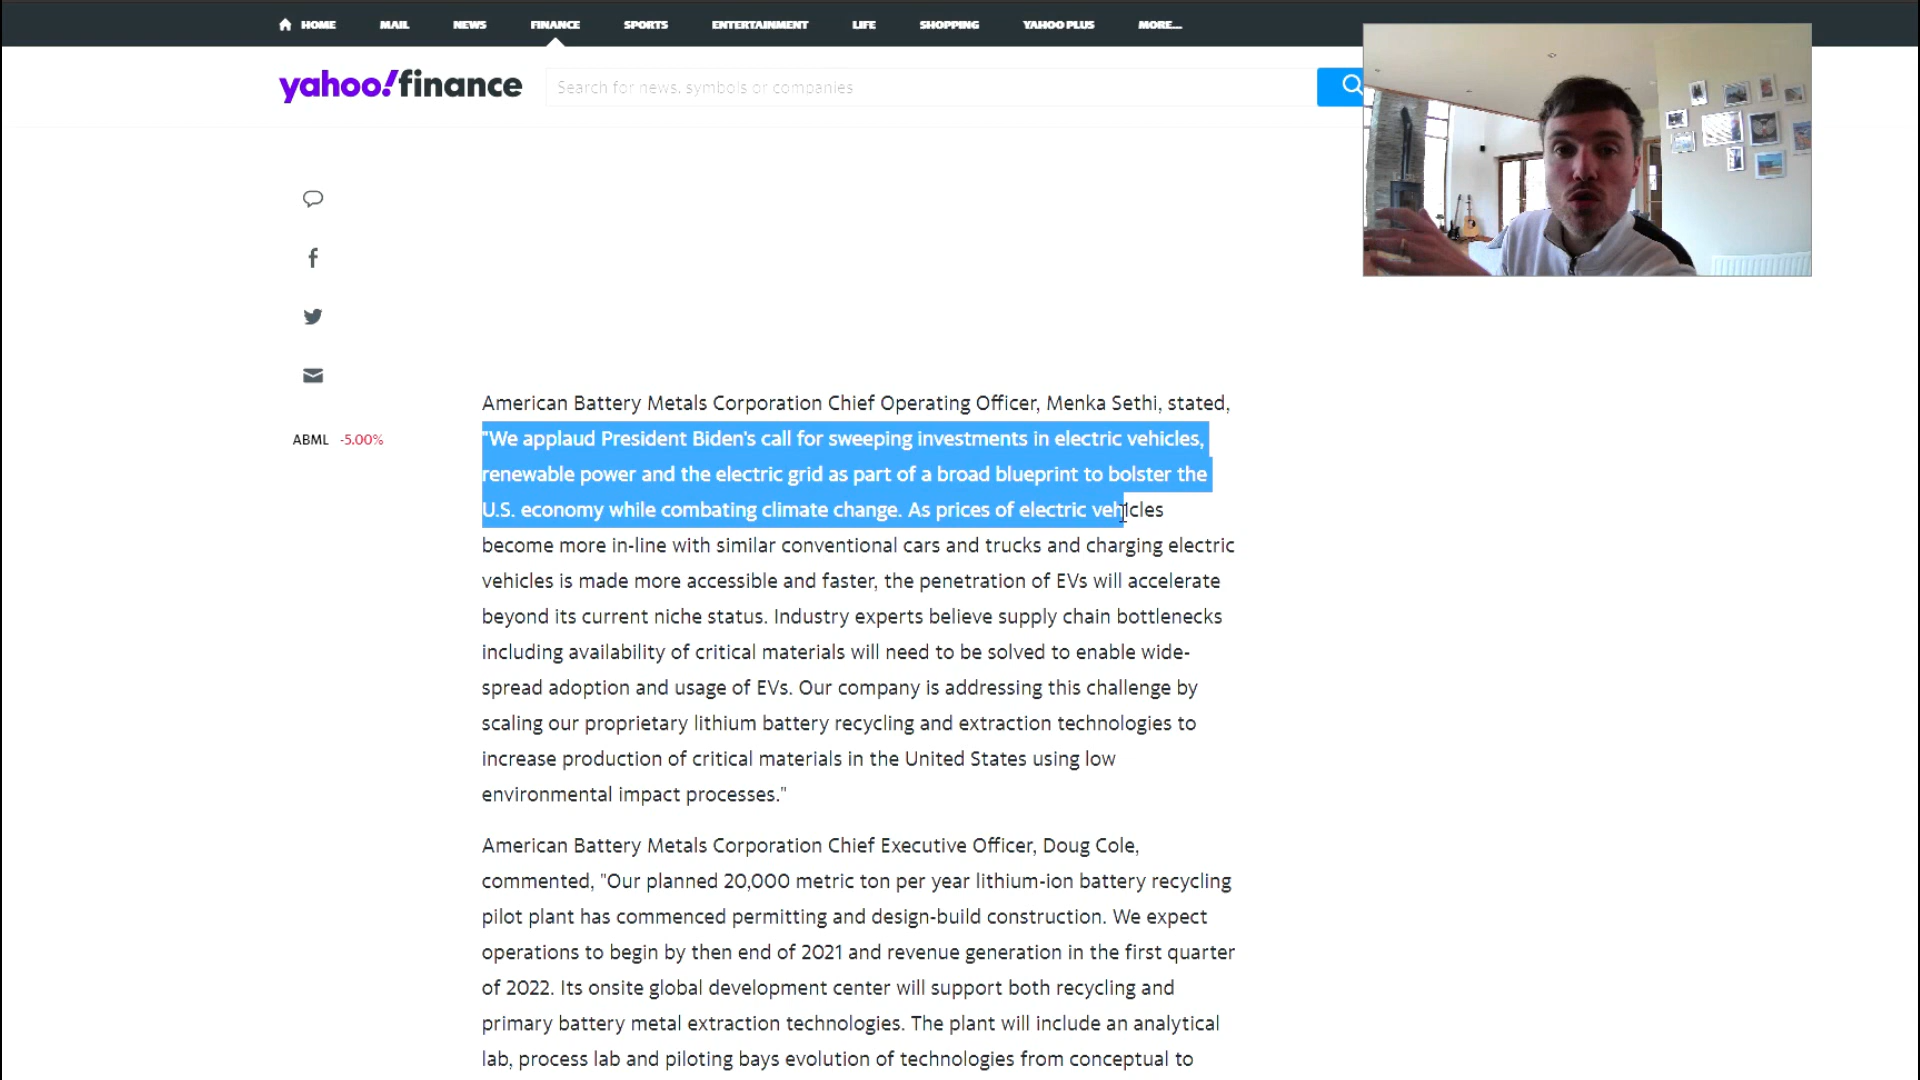 HOME MAIL NEWS FINANCE SPORTS ENTERTAINMENT LIFE SHOPPING YAHOO PLUS MORE...
yahoo!finance
Search for news, symbols or companies
ABML -5.00%
American Battery Metals Corporation Chief Operating Officer, Menka Sethi, stated,
"We applaud President Biden's call for sweeping investments in electric vehicles,
renewable power and the electric grid as part of a broad blueprint to bolster the
U.S. economy while combating climate change. As prices of electric vehicles
become more in-line with similar conventional cars and trucks and charging electric
vehicles is made more accessible and faster, the penetration of EVs will accelerate
beyond its current niche status. Industry experts believe supply chain bottlenecks
including availability of critical materials will need to be solved to enable wide-
spread adoption and usage of EVs. Our company is addressing this challenge by
scaling our proprietary lithium battery recycling and extraction technologies to
increase production of critical materials in the United States using low
environmental impact processes."
American Battery Metals Corporation Chief Executive Officer, Doug Cole,
commented, "Our planned 20,000 metric ton per year lithium-ion battery recycling
pilot plant has commenced permitting and design-build construction. We expect
operations to begin by then end of 2021 and revenue generation in the first quarter
of 2022. Its onsite global development center will support both recycling and
primary battery metal extraction technologies. The plant will include an analytical
lab, process lab and piloting bays evolution of technologies from conceptual to